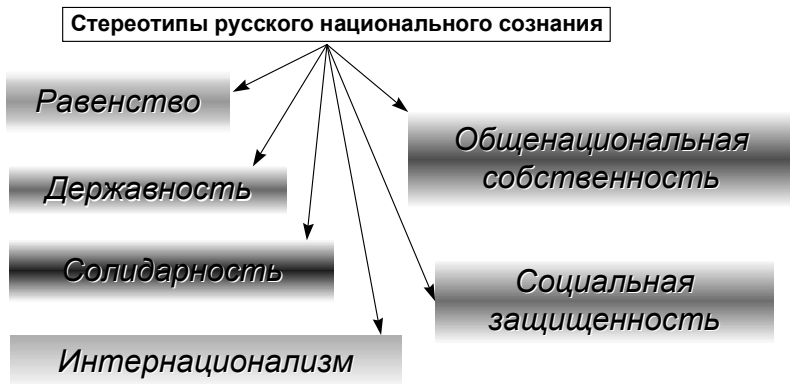 Стереотипы русского национального сознания
Равенство
Державность
Солидарность
Интернационализм
Общенациональная
собственность
Социальная
защищенность